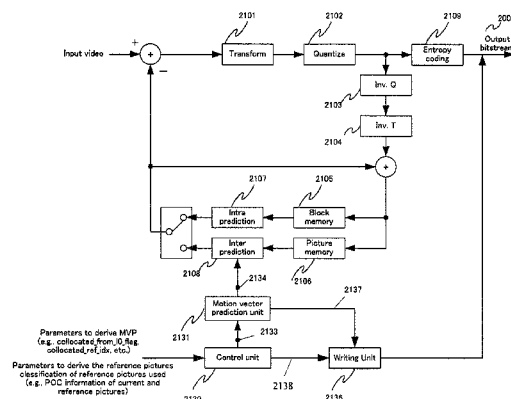 2101
2102
2109
200
Input video
+
+
−
Transform
Quantize
Entropy
coding
Output
bitstream
Inv. Q
2103
Inv. T
2104
+
2107
2105
Intra
prediction
Block
memory
Inter
prediction
Picture
memory
2108
2106
2134
2137
Motion vector
prediction unit
2131
2133
Parameters to derive MVP
(e.g., collocated_from_l0_flag,
collocated_ref_idx, etc.)
Control unit
Writing Unit
Parameters to derive the reference pictures
classification of reference pictures used
(e.g., POC information of current and
reference pictures)
2138
2136